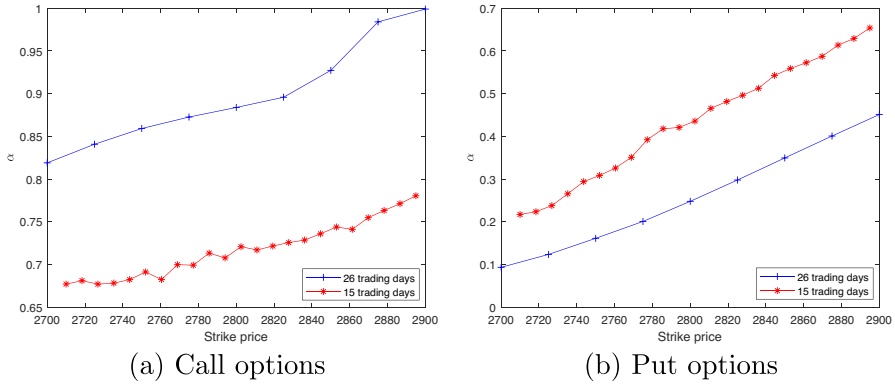 1
0.95
0.9
0.85
0.8
0.75
0.7
0.65
α
2700 2720 2740 2760 2780 2800 2820 2840 2860 2880 2900
Strike price
26 trading days
15 trading days
(a) Call options
0.7
0.6
0.5
0.4
0.3
0.2
0.1
0
α
2700 2720 2740 2760 2780 2800 2820 2840 2860 2880 2900
Strike price
26 trading days
15 trading days
(b) Put options